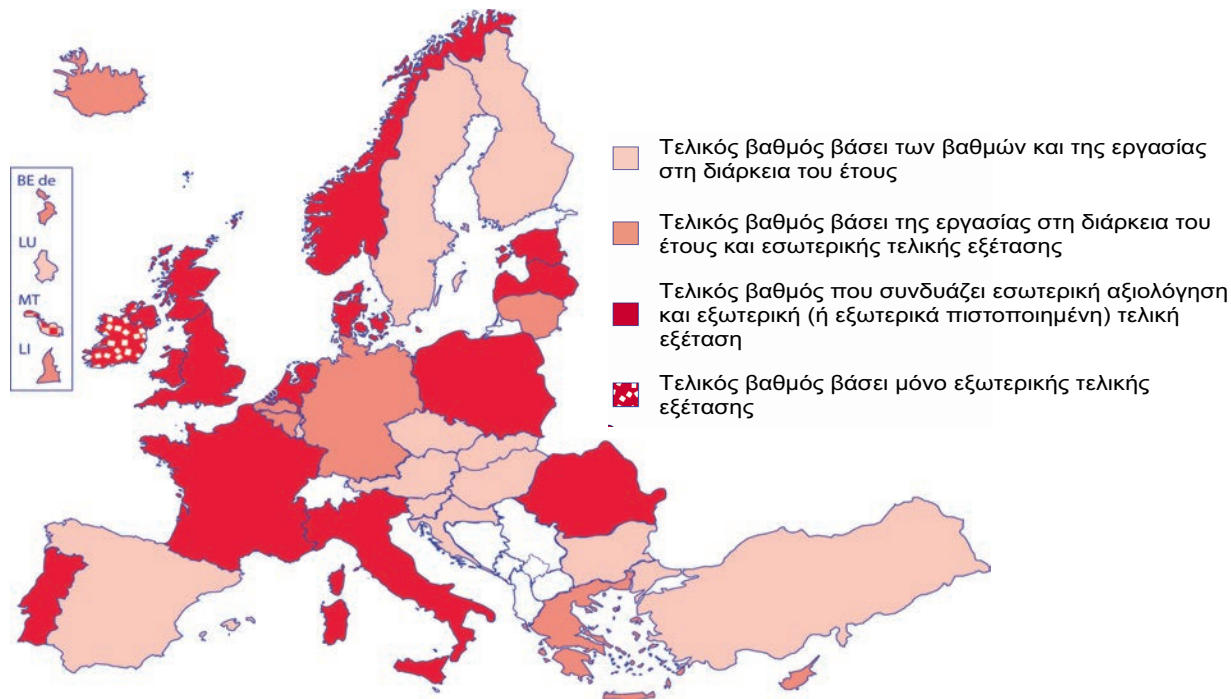 BE de
LU
MT
LI
Τελικός βαθμός βάσει των βαθμών και της εργασίας
στη διάρκεια του έτους
Τελικός βαθμός βάσει της εργασίας στη διάρκεια του
έτους και εσωτερικής τελικής εξέτασης
Τελικός βαθμός που συνδυάζει εσωτερική αξιολόγηση
και εξωτερική (ή εξωτερικά πιστοποιημένη) τελική
εξέταση
Τελικός βαθμός βάσει μόνο εξωτερικής τελικής
εξέτασης